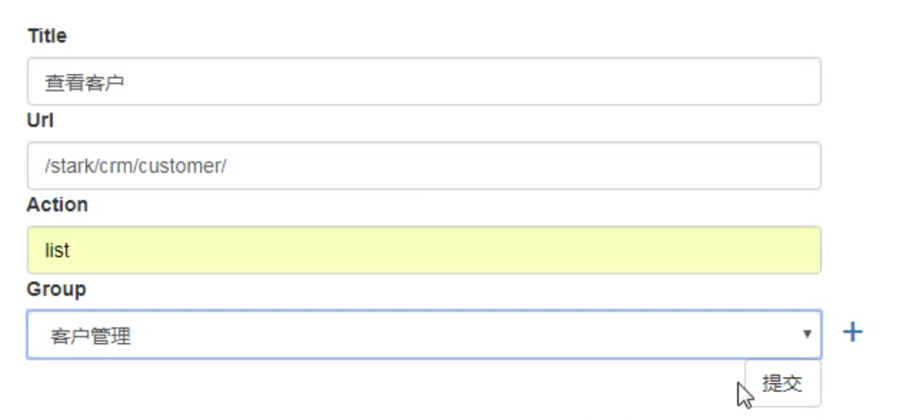 Title
查看客户
Url
/stark/crm/customer/
Action
list
Group
客户管理
提交